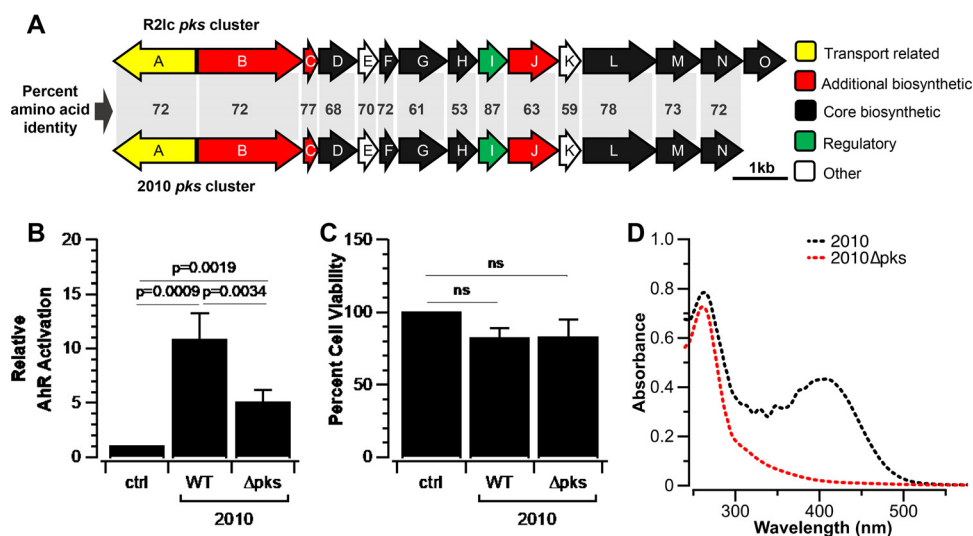 A
R2lc pks cluster
A B C D E F G H I J K L M N O
Percent
amino acid
identity
72 72 77 68 70 72 61 53 87 63 59 78 73 72
A B C D E F G H I J K L M N
2010 pks cluster
1kb
Transport related
Additional biosynthetic
Core biosynthetic
Regulatory
Other
B
Relative
AhR Activation
20
15
10
5
0
p=0.0019
p=0.0009 p=0.0034
ctrl WT Δpks
2010
C
Percent Cell Viability
150
100
50
0
ns
ns ns
ctrl WT Δpks
2010
D
2010
2010Δpks
Absorbance
1.0
0.8
0.6
0.4
0.2
0
300 400 500
Wavelength (nm)